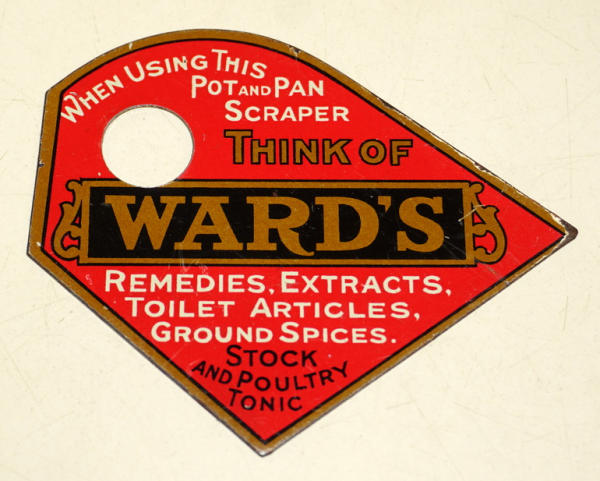 WHEN USING THIS
POT AND PAN
SCRAPER
THINK OF
WARD'S
REMEDIES, EXTRACTS,
TOILET ARTICLES,
GROUND SPICES.
STOCK
AND POULTRY
TONIC